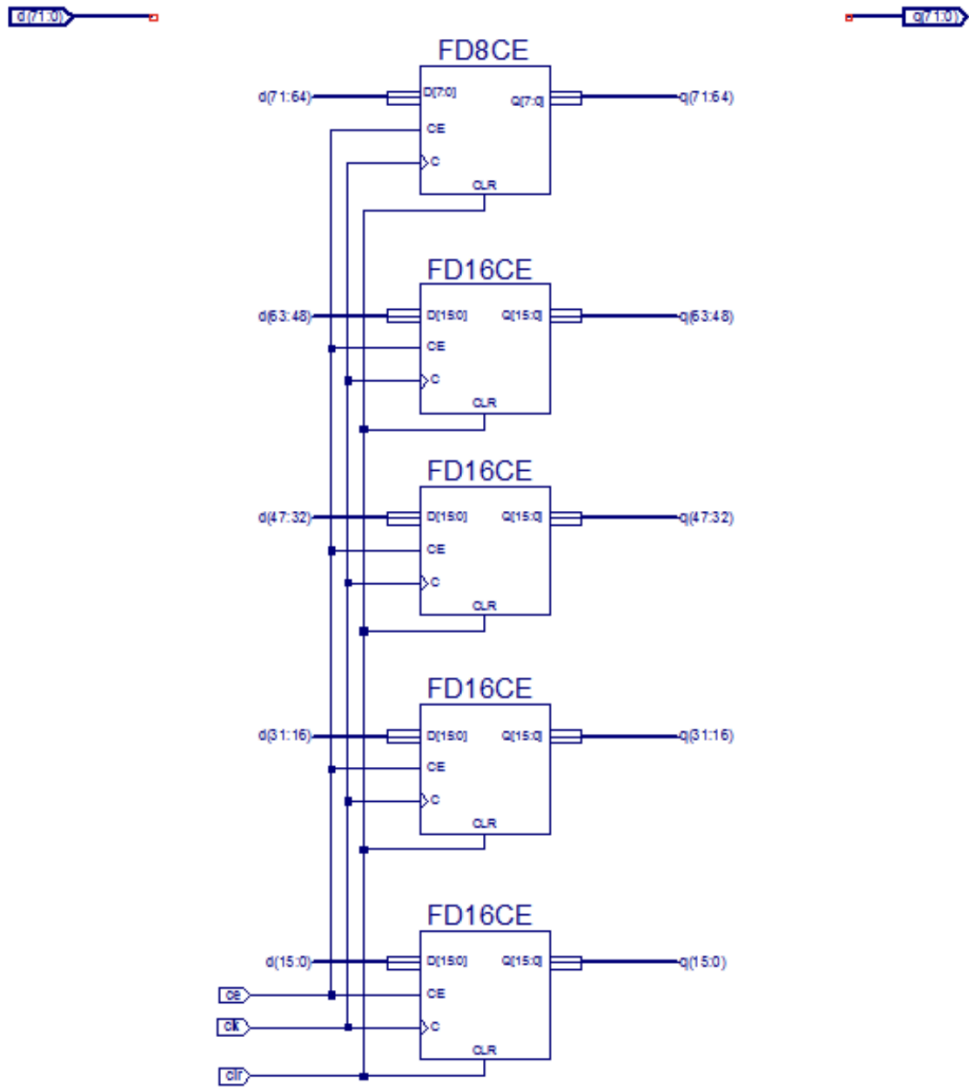 d(71:0) q(71:0)
FD8CE
d(71:64) D[7:0] Q[7:0] q(71:64)
CE
C
CLR
FD16CE
d(63:48) D[15:0] Q[15:0] q(63:48)
CE
C
CLR
FD16CE
d(47:32) D[15:0] Q[15:0] q(47:32)
CE
C
CLR
FD16CE
d(31:16) D[15:0] Q[15:0] q(31:16)
CE
C
CLR
FD16CE
d(15:0) D[15:0] Q[15:0] q(15:0)
ce CE
clk C
CLR
clr